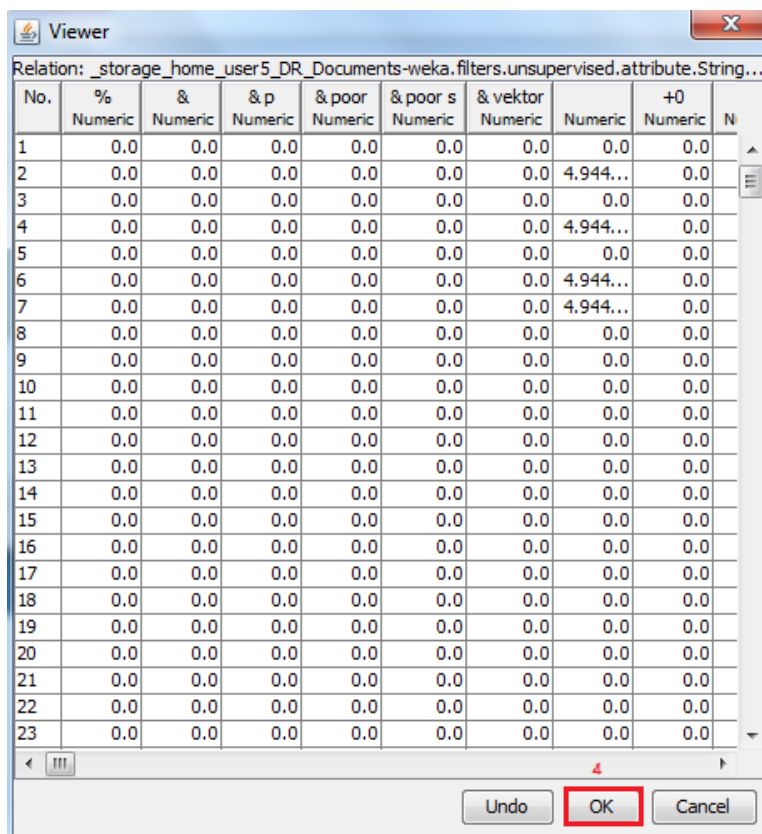 Viewer
Relation: _storage_home_user5_DR_Documents-weka.filters.unsupervised.attribute.String...
No. % & & p & poor & poor s & vektor +0
Numeric Numeric Numeric Numeric Numeric Numeric Numeric Numeric
1 0.0 0.0 0.0 0.0 0.0 0.0 0.0 0.0
2 0.0 0.0 0.0 0.0 0.0 0.0 4.944... 0.0
3 0.0 0.0 0.0 0.0 0.0 0.0 0.0 0.0
4 0.0 0.0 0.0 0.0 0.0 0.0 4.944... 0.0
5 0.0 0.0 0.0 0.0 0.0 0.0 0.0 0.0
6 0.0 0.0 0.0 0.0 0.0 0.0 4.944... 0.0
7 0.0 0.0 0.0 0.0 0.0 0.0 4.944... 0.0
8 0.0 0.0 0.0 0.0 0.0 0.0 0.0 0.0
9 0.0 0.0 0.0 0.0 0.0 0.0 0.0 0.0
10 0.0 0.0 0.0 0.0 0.0 0.0 0.0 0.0
11 0.0 0.0 0.0 0.0 0.0 0.0 0.0 0.0
12 0.0 0.0 0.0 0.0 0.0 0.0 0.0 0.0
13 0.0 0.0 0.0 0.0 0.0 0.0 0.0 0.0
14 0.0 0.0 0.0 0.0 0.0 0.0 0.0 0.0
15 0.0 0.0 0.0 0.0 0.0 0.0 0.0 0.0
16 0.0 0.0 0.0 0.0 0.0 0.0 0.0 0.0
17 0.0 0.0 0.0 0.0 0.0 0.0 0.0 0.0
18 0.0 0.0 0.0 0.0 0.0 0.0 0.0 0.0
19 0.0 0.0 0.0 0.0 0.0 0.0 0.0 0.0
20 0.0 0.0 0.0 0.0 0.0 0.0 0.0 0.0
21 0.0 0.0 0.0 0.0 0.0 0.0 0.0 0.0
22 0.0 0.0 0.0 0.0 0.0 0.0 0.0 0.0
23 0.0 0.0 0.0 0.0 0.0 0.0 0.0 0.0
4
Undo OK Cancel